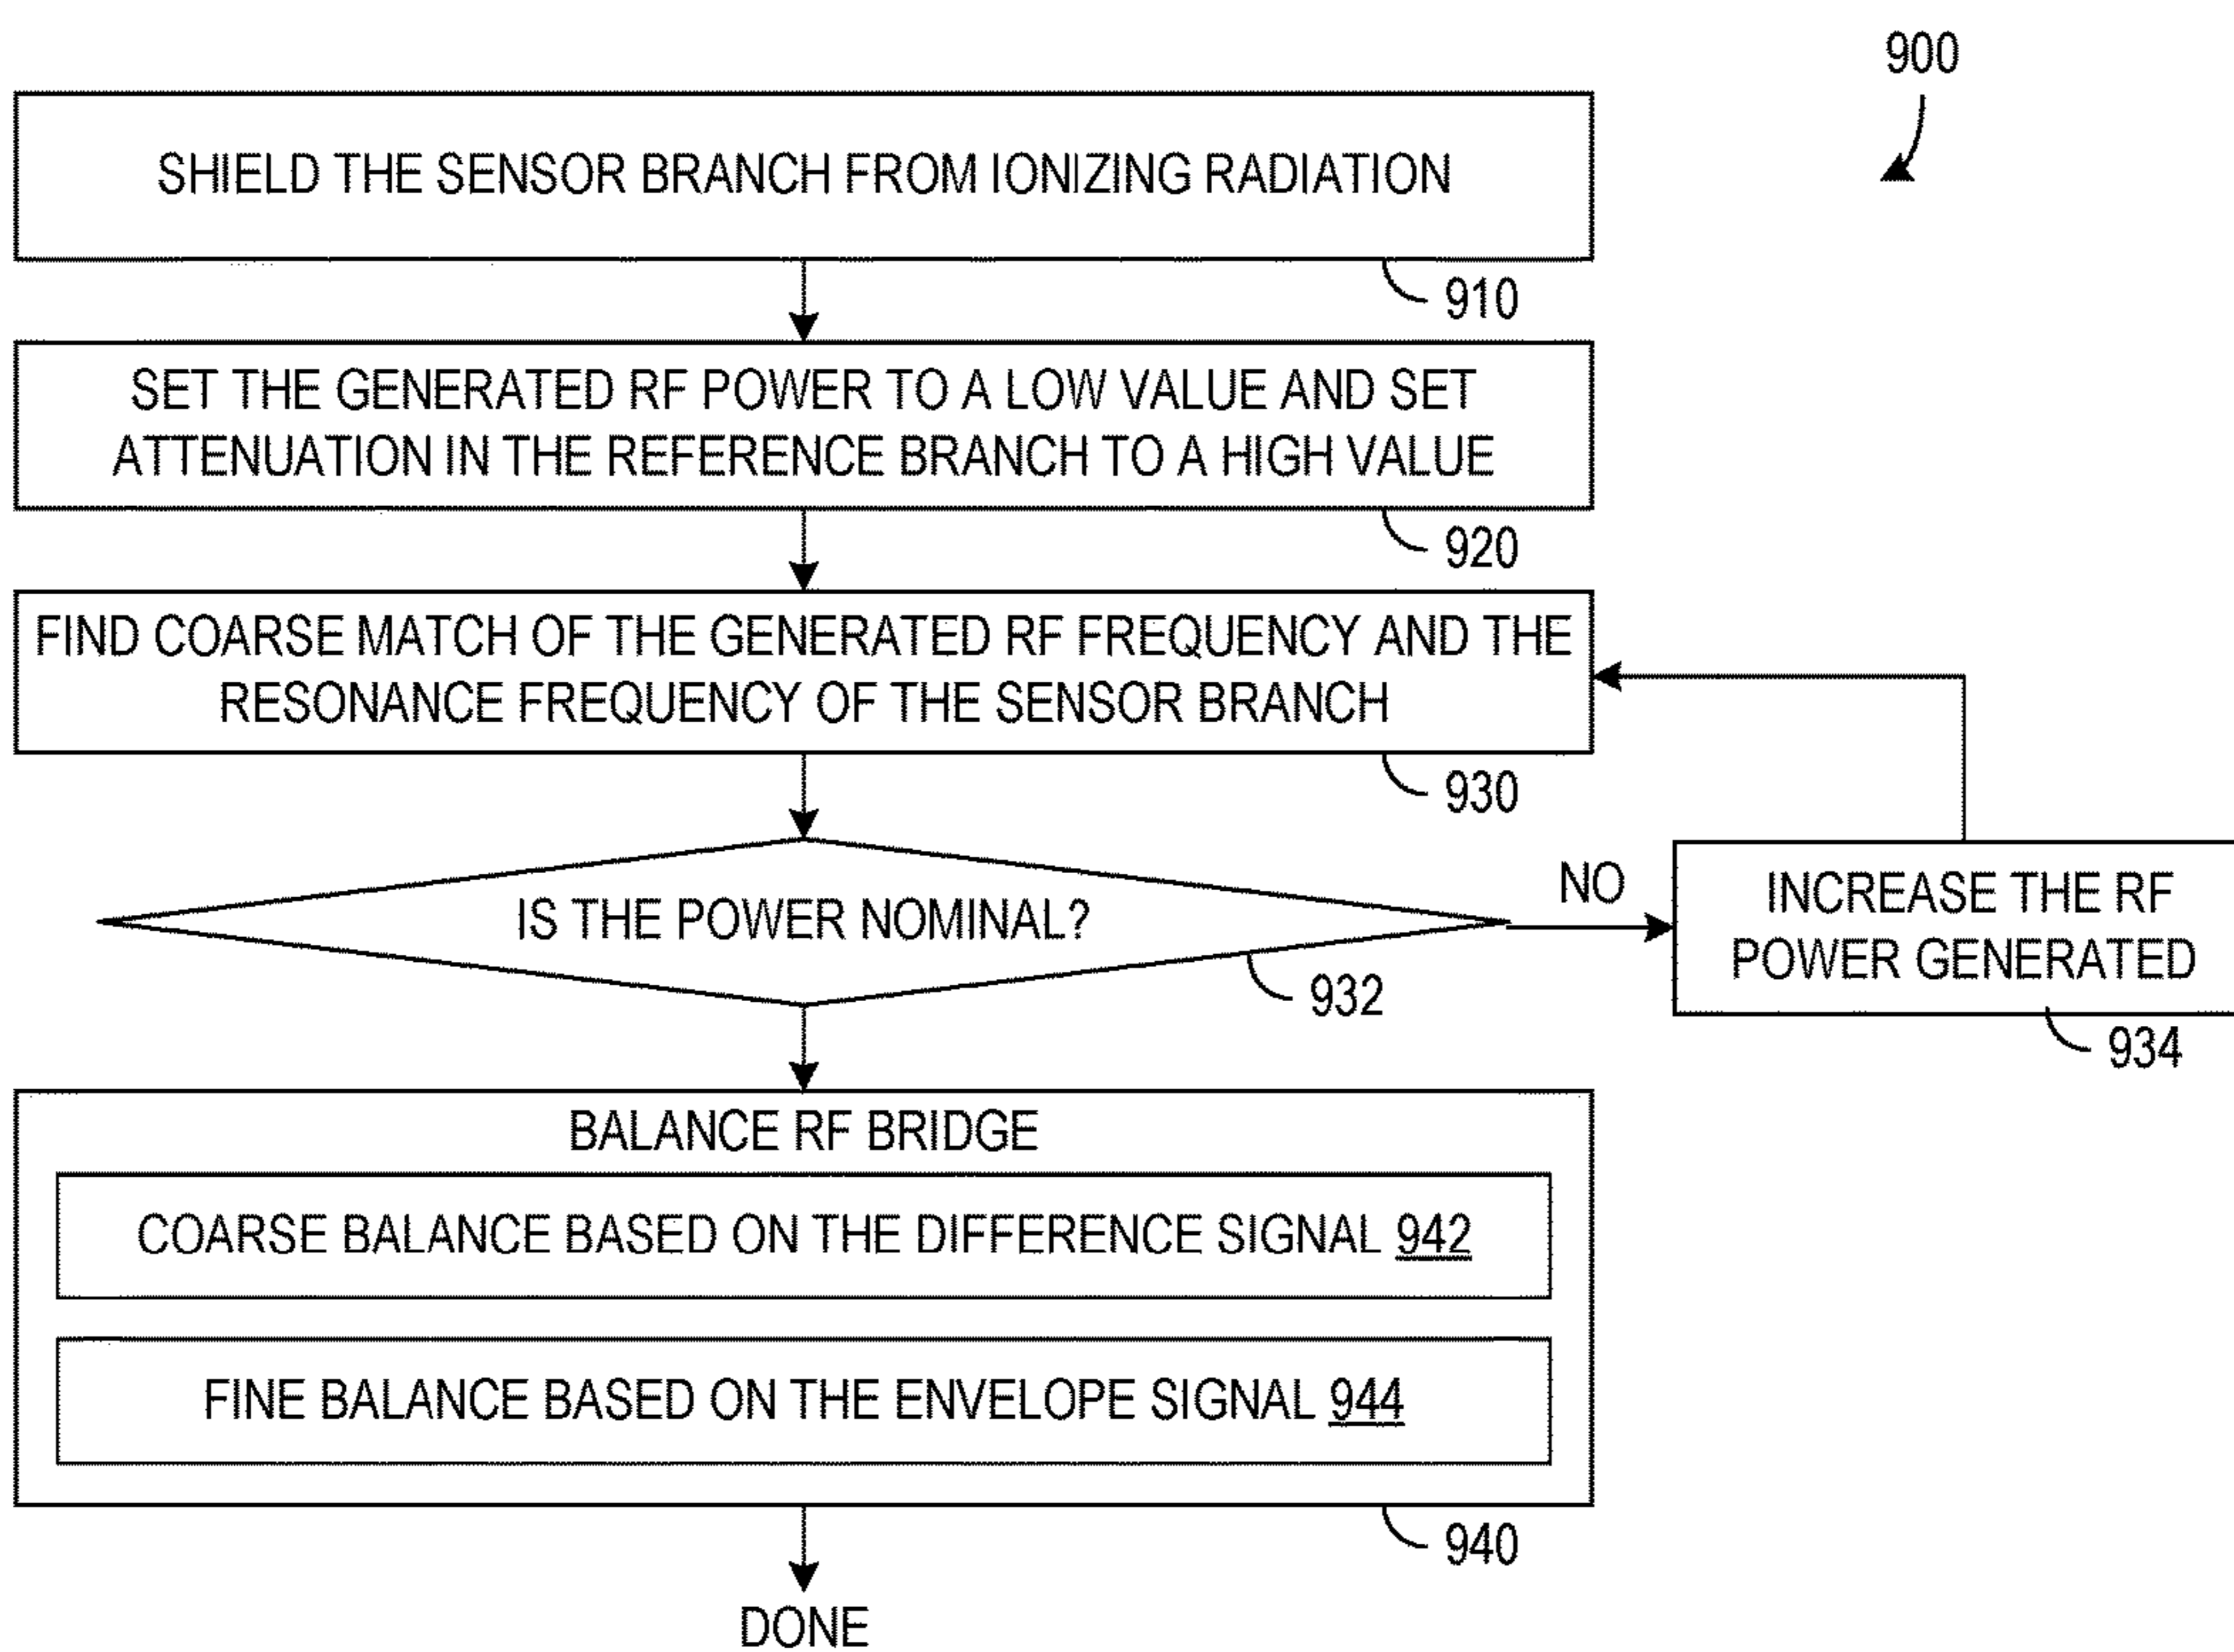 900
SHIELD THE SENSOR BRANCH FROM IONIZING RADIATION
910
SET THE GENERATED RF POWER TO A LOW VALUE AND SET
ATTENUATION IN THE REFERENCE BRANCH TO A HIGH VALUE
920
FIND COARSE MATCH OF THE GENERATED RF FREQUENCY AND THE
RESONANCE FREQUENCY OF THE SENSOR BRANCH
930
IS THE POWER NOMINAL?
932
NO
INCREASE THE RF
POWER GENERATED
934
BALANCE RF BRIDGE
COARSE BALANCE BASED ON THE DIFFERENCE SIGNAL 942
FINE BALANCE BASED ON THE ENVELOPE SIGNAL 944
940
DONE